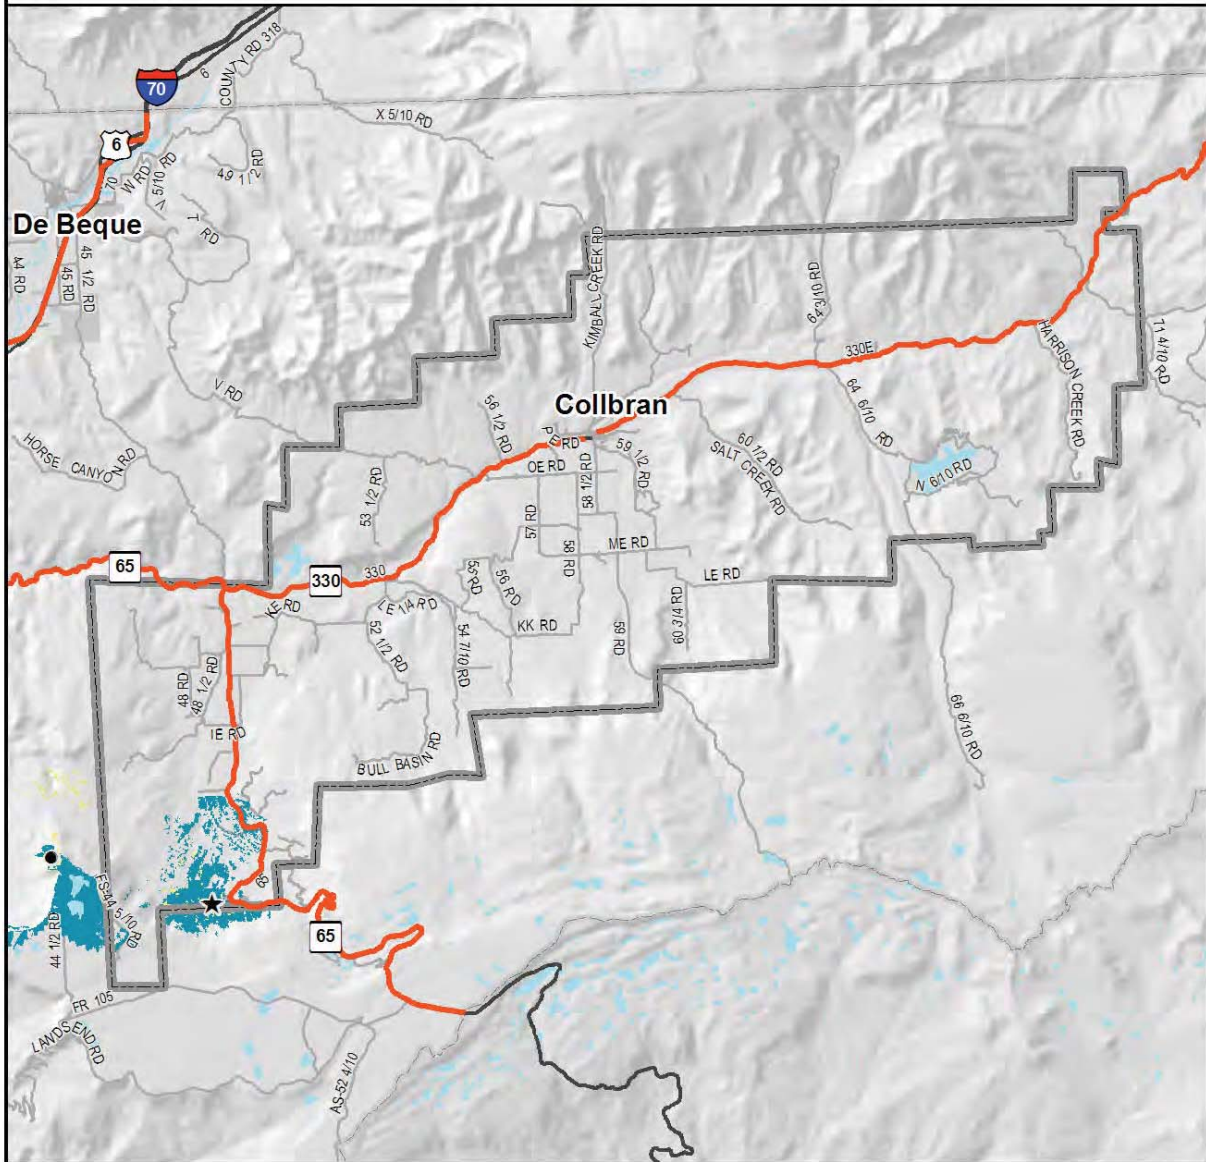 COUNTY RD 318
6
70
X 5/10 RD
6
70
W RD
V 5/10 RD
49 1/2 RD
T RD
De Beque
44 RD
45 RD
45 1/2 RD
KIMBALL CREEK RD
64 3/10 RD
71 4/10 RD
330E
HARRISON CREEK RD
V RD
Collbran
56 1/2 RD
PE RD
59 1/2 RD
60 1/2 RD
SALT CREEK RD
64 6/10 RD
HORSE CANYON RD
OE RD
58 1/2 RD
N 6/10 RD
53 1/2 RD
57 RD
58 RD
ME RD
65
330
330
55 RD
56 RD
LE RD
KE RD
LE 1/4 RD
52 1/2 RD
54 7/10 RD
KK RD
59 RD
60 3/4 RD
48 RD
48 1/2 RD
IE RD
BULL BASIN RD
66 6/10 RD
65
FS-44 5/10 RD
44 1/2 RD
65
FR 105
LANDS END RD
AS-52 4/10